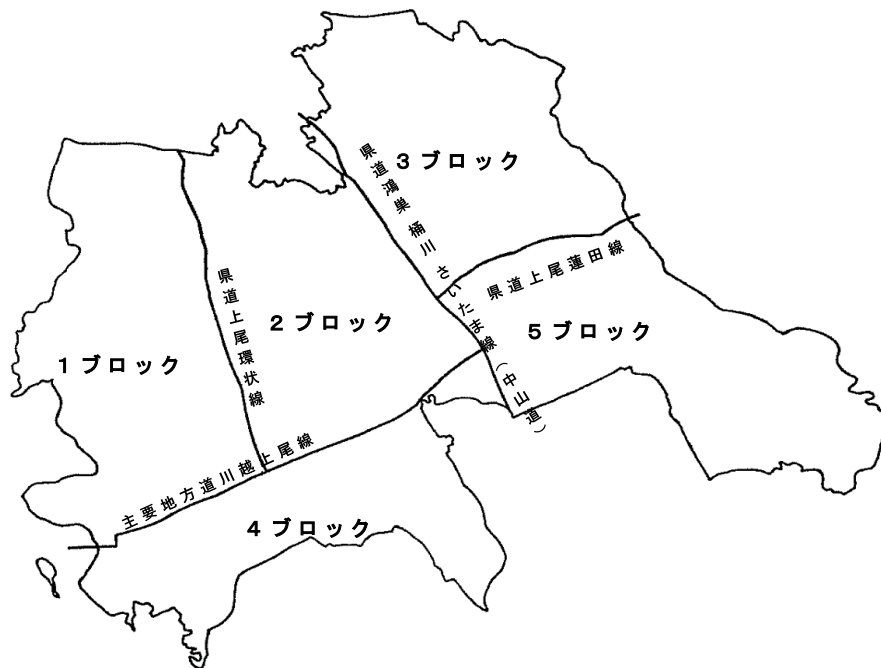 3 ブロック
県道鴻巣桶川さいたま線(中山道)
県道上尾蓮田線
県道上尾環状線
2 ブロック
5 ブロック
1 ブロック
主要地方道川越上尾線
4 ブロック